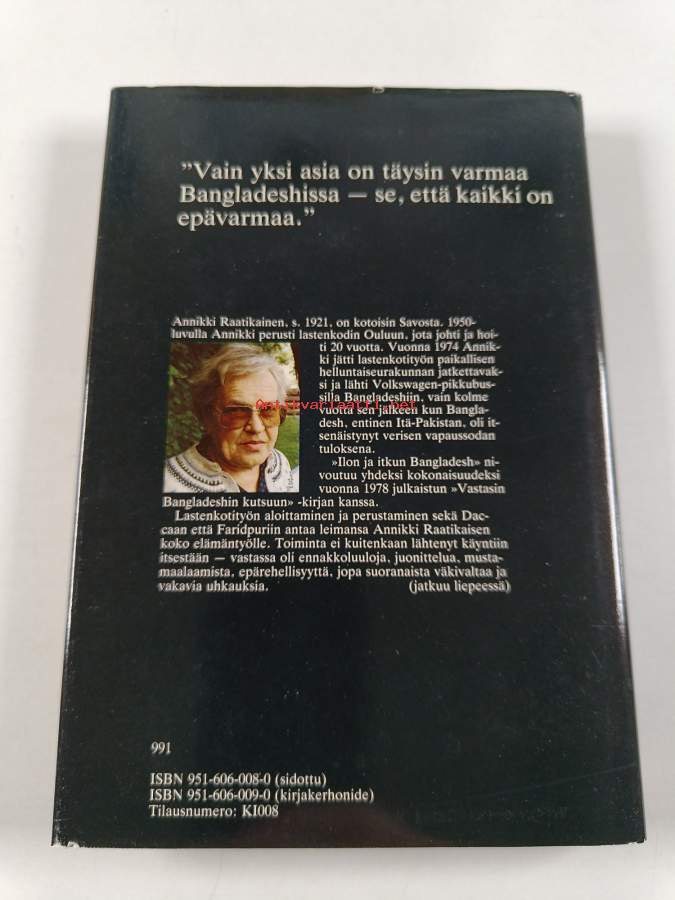 ”Vain yksi asia on täysin varmaa
Bangladeshissa — se, että kaikki on
epävarmaa.”
Annikki Raatikainen, s. 1921, on kotoisin Savosta. 1950-
luvulla Annikki perusti lastenkodin Ouluun, jota johti ja hoi-
ti 20 vuotta. Vuonna 1974 Annik-
ki jätti lastenkotityön paikallisen
helluntaiseurakunnan jatkettavak-
si ja lähti Volkswagen-pikkubus-
silla Bangladeshiin, vain kolme
Antikvariaatti.net
vuotta sen jälkeen kun Bangla-
desh, entinen Itä-Pakistan, oli it-
senäistynyt verisen vapaussodan
tuloksena.
»Ilon ja itkun Bangladesh» ni-
voutuu yhdeksi kokonaisuudeksi
vuonna 1978 julkaistun »Vastasin
Bangladeshin kutsuun» -kirjan kanssa.
Lastenkotityön aloittaminen ja perustaminen sekä Dac-
caan että Faridpuriin antaa leimansa Annikki Raatikaisen
koko elämäntyölle. Toiminta ei kuitenkaan lähtenyt käyntiin
itsestään — vastassa oli ennakkoluuloja, juonittelua, musta-
maalaamista, epärehellisyyttä, jopa suoranaista väkivaltaa ja
vakavia uhkauksia. (jatkuu liepeessä)
991
ISBN 951-606-008-0 (sidottu)
ISBN 951-606-009-0 (kirjakerhonide)
Tilausnumero: KI008